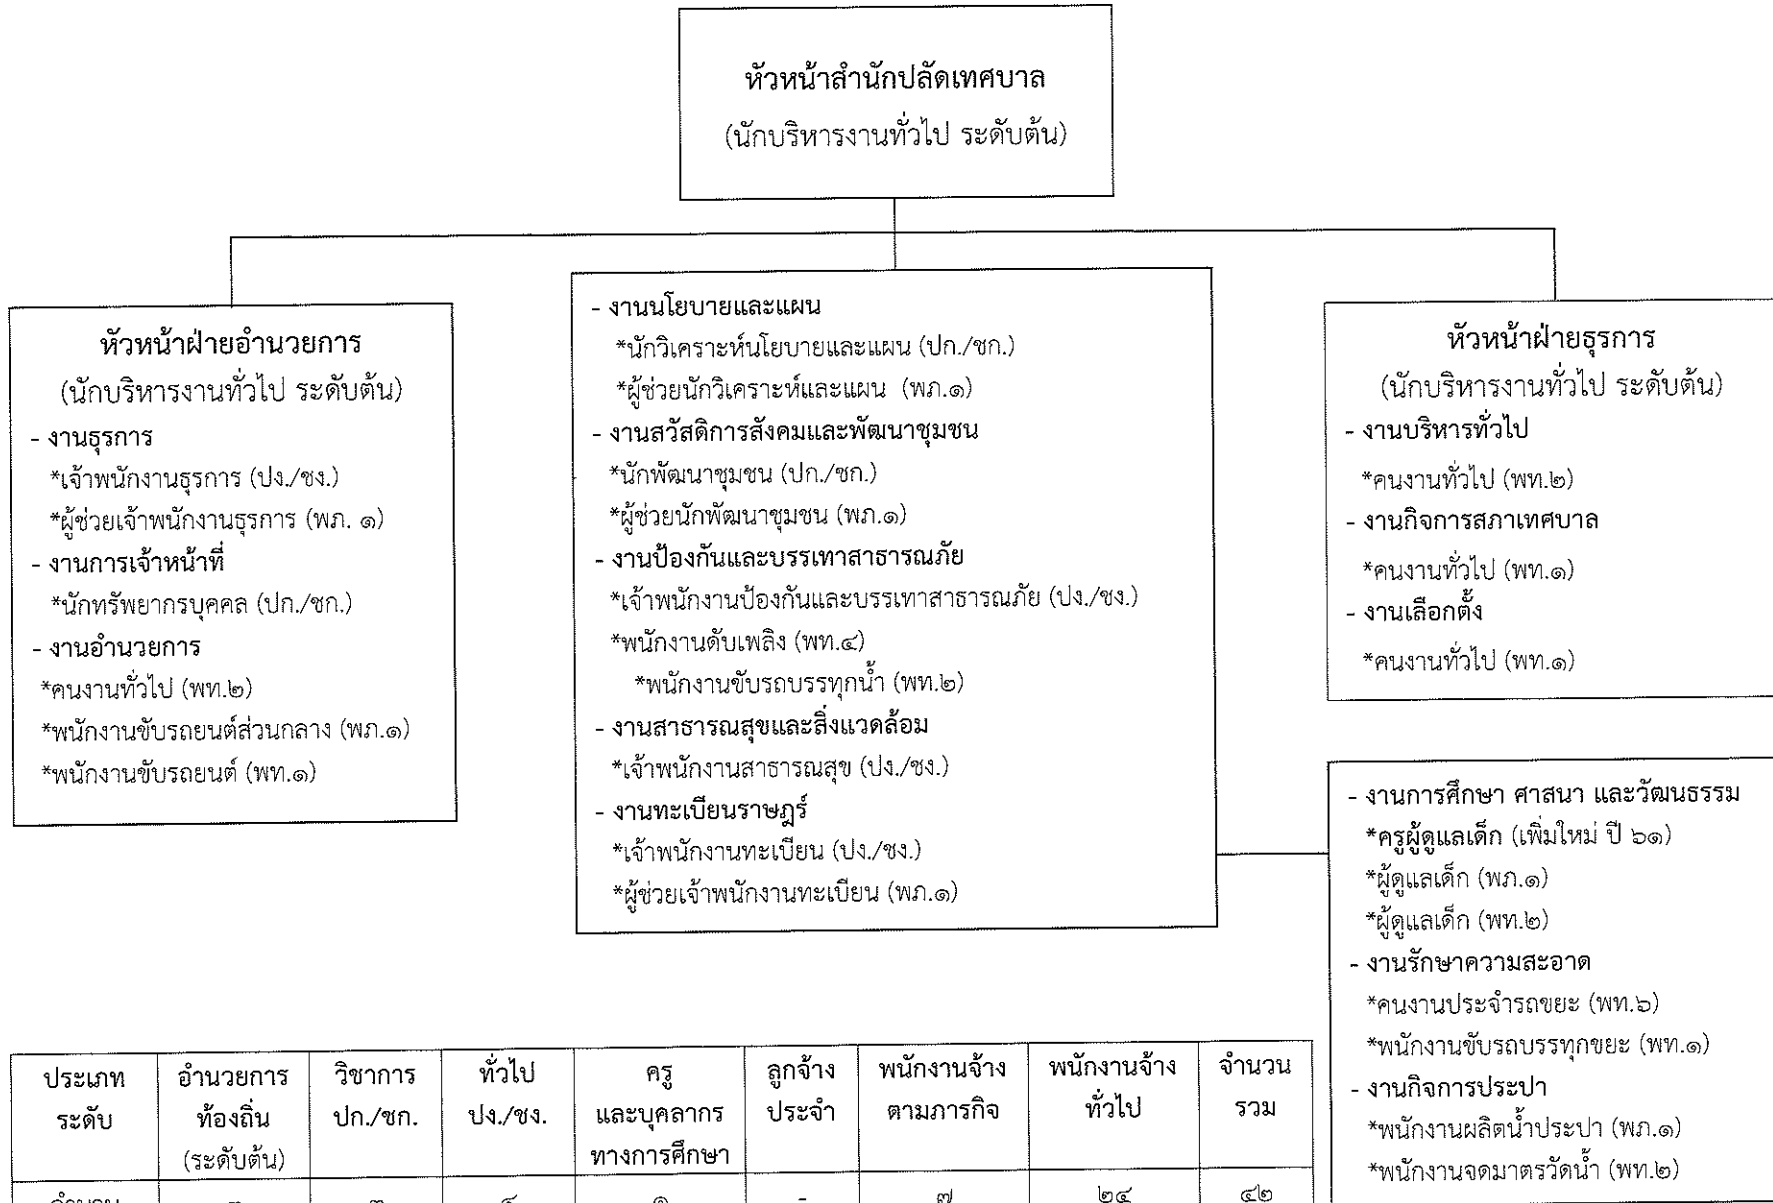 หัวหน้าสำนักปลัดเทศบาล
(นักบริหารงานทั่วไป ระดับต้น)
หัวหน้าฝ่ายอำนวยการ
(นักบริหารงานทั่วไป ระดับต้น)
- งานธุรการ
*เจ้าพนักงานธุรการ (ปง./ชง.)
*ผู้ช่วยเจ้าพนักงานธุรการ (พภ. ๑)
- งานการเจ้าหน้าที่
*นักทรัพยากรบุคคล (ปก./ชก.)
- งานอำนวยการ
*คนงานทั่วไป (พท.๒)
*พนักงานขับรถยนต์ส่วนกลาง (พภ.๑)
*พนักงานขับรถยนต์ (พท.๑)
- งานนโยบายและแผน
*นักวิเคราะห์นโยบายและแผน (ปก./ชก.)
*ผู้ช่วยนักวิเคราะห์และแผน (พภ.๑)
- งานสวัสดิการสังคมและพัฒนาชุมชน
*นักพัฒนาชุมชน (ปก./ชก.)
*ผู้ช่วยนักพัฒนาชุมชน (พภ.๑)
- งานป้องกันและบรรเทาสาธารณภัย
*เจ้าพนักงานป้องกันและบรรเทาสาธารณภัย (ปง./ชง.)
*พนักงานดับเพลิง (พท.๔)
*พนักงานขับรถบรรทุกน้ำ (พท.๒)
- งานสาธารณสุขและสิ่งแวดล้อม
*เจ้าพนักงานสาธารณสุข (ปง./ชง.)
- งานทะเบียนราษฎร์
*เจ้าพนักงานทะเบียน (ปง./ชง.)
*ผู้ช่วยเจ้าพนักงานทะเบียน (พภ.๑)
หัวหน้าฝ่ายธุรการ
(นักบริหารงานทั่วไป ระดับต้น)
- งานบริหารทั่วไป
*คนงานทั่วไป (พท.๒)
- งานกิจการสภาเทศบาล
*คนงานทั่วไป (พท.๑)
- งานเลือกตั้ง
*คนงานทั่วไป (พท.๑)
- งานการศึกษา ศาสนา และวัฒนธรรม
*ครูผู้ดูแลเด็ก (เพิ่มใหม่ ปี ๖๑)
*ผู้ดูแลเด็ก (พภ.๑)
*ผู้ดูแลเด็ก (พท.๒)
- งานรักษาความสะอาด
*คนงานประจำรถขยะ (พท.๖)
*พนักงานขับรถบรรทุกขยะ (พท.๑)
- งานกิจการประปา
*พนักงานผลิตน้ำประปา (พภ.๑)
*พนักงานจดมาตรวัดน้ำ (พท.๒)
ประเภท อำนวยการ วิชาการ ทั่วไป ครู ลูกจ้าง พนักงานจ้าง พนักงานจ้าง จำนวน
ระดับ ท้องถิ่น ปก./ชก. ปง./ชง. และบุคลากร ประจำ ตามภารกิจ ทั่วไป รวม
(ระดับต้น) ทางการศึกษา
จำนวน ๑ - ๗ ๒๔ ๔๒